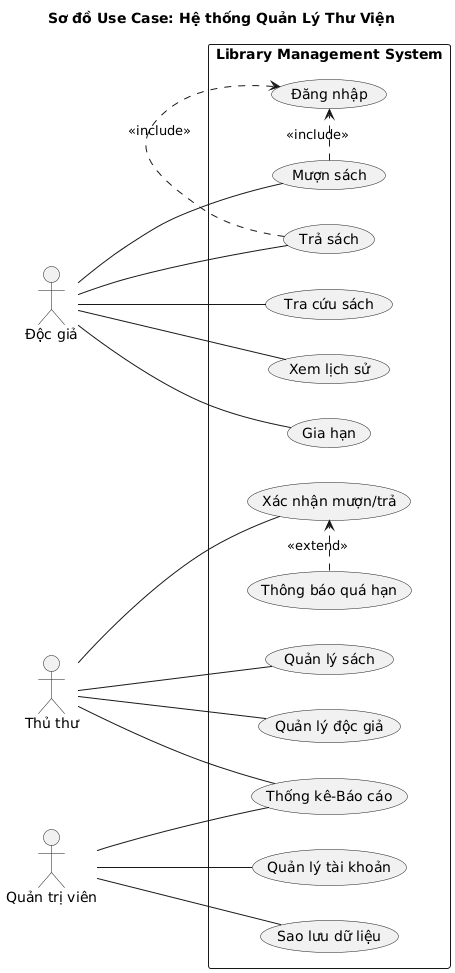 Sơ đồ Use Case: Hệ thống Quản Lý Thư Viện
Library Management System
Đăng nhập
«include»
«include»
Mượn sách
Trả sách
Độc giả
Tra cứu sách
Xem lịch sử
Gia hạn
Xác nhận mượn/trả
«extend»
Thông báo quá hạn
Quản lý sách
Thủ thư
Quản lý độc giả
Thống kê-Báo cáo
Quản trị viên
Quản lý tài khoản
Sao lưu dữ liệu